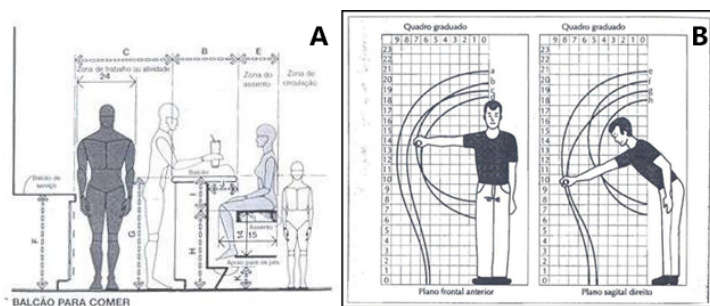 A
C
B
E
Zona de trabalho ou atividade
24
Zona do
assento
Zona de
circulação
Balcão de
serviço
Balcão
F
G
H
I
Assento
14
15
Apoio para os pés
K
* BALCÃO PARA COMER
B
Quadro graduado
9 8 7 6 5 4 3 2 1 0
23
22
21
20
19
18
17
16
15
14
13
12
11
10
9
8
7
6
5
4
3
2
1
0
a
b
c
d
Plano frontal anterior
Quadro graduado
9 8 7 6 5 4 3 2 1 0
23
22
21
20
19
18
17
16
15
14
13
12
11
10
9
8
7
6
5
4
3
2
1
0
e
f
g
h
Plano sagital direito